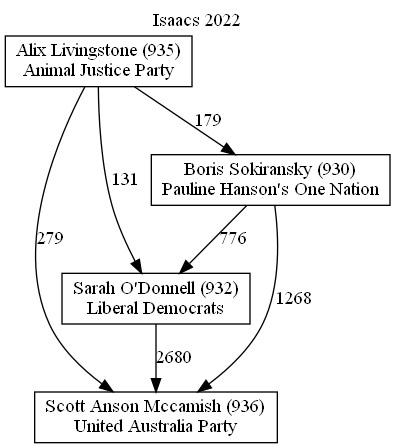 Isaacs 2022
Alix Livingstone (935)
Animal Justice Party
179
Boris Sokiransky (930)
Pauline Hanson's One Nation
131
279
776
1268
Sarah O'Donnell (932)
Liberal Democrats
2680
Scott Anson Mccamish (936)
United Australia Party